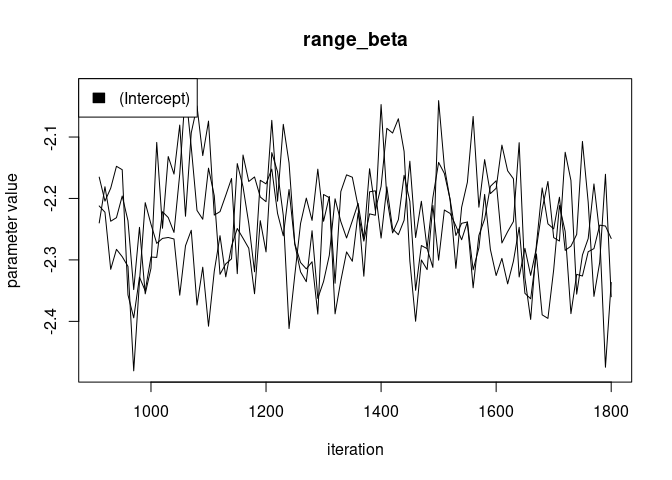 range_beta
(Intercept)
-2.1
-2.2
-2.3
-2.4
parameter value
1000
1200
1400
1600
1800
iteration